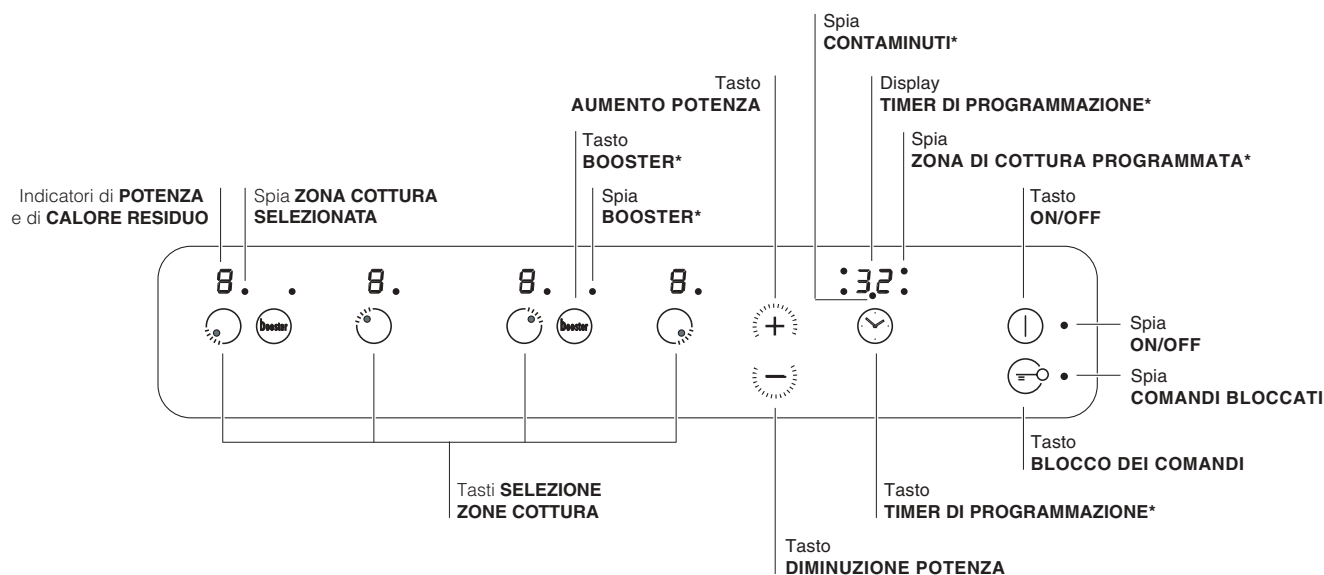 Spia
CONTAMINUTI*
Tasto
AUMENTO POTENZA
Display
TIMER DI PROGRAMMAZIONE*
Tasto
BOOSTER*
Spia
ZONA DI COTTURA PROGRAMMATA*
Indicatori di POTENZA
e di CALORE RESIDUO
Spia ZONA COTTURA
SELEZIONATA
Spia
BOOSTER*
Tasto
ON/OFF
8. 8. 8. 8. 32
booster booster
+
Spia
ON/OFF
−
Spia
COMANDI BLOCCATI
Tasto
BLOCCO DEI COMANDI
Tasti SELEZIONE
ZONE COTTURA
Tasto
TIMER DI PROGRAMMAZIONE*
Tasto
DIMINUZIONE POTENZA